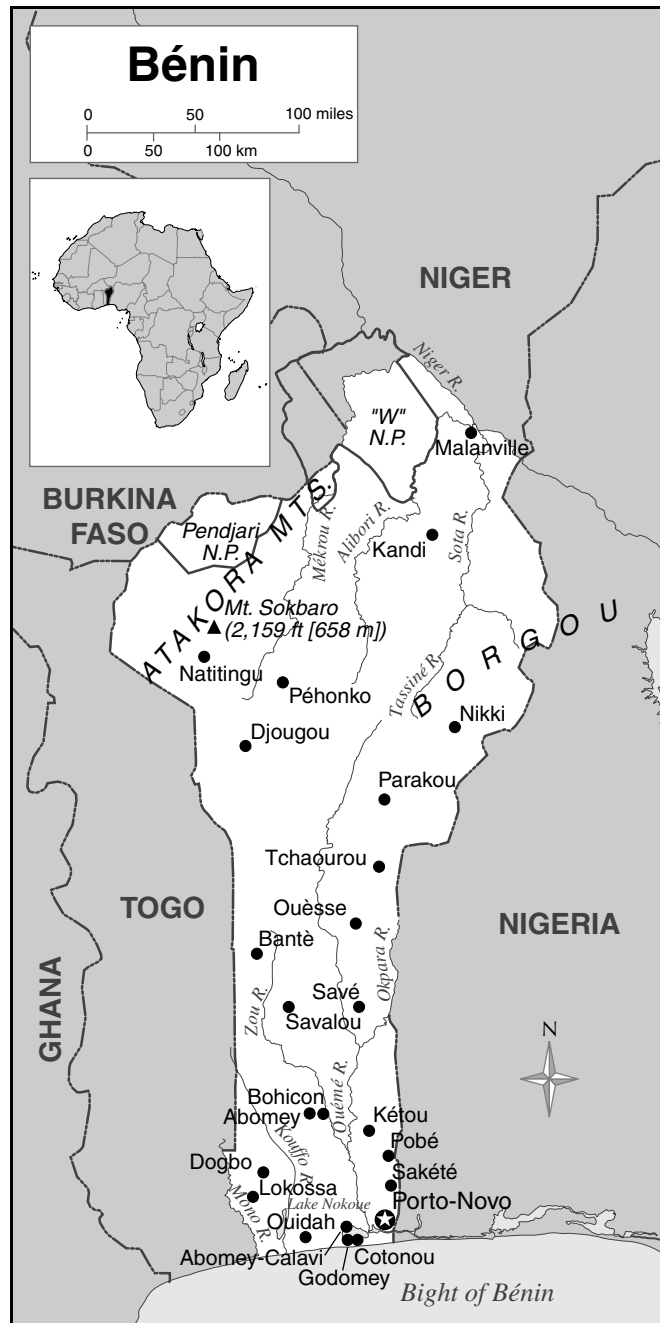 Bénin
0 50 100 miles
0 50 100 km
NIGER
Niger R.
"W"
N.P.
Malanville
BURKINA
FASO
Pendjari
N.P.
ATAKORA MTS.
Mékrou R.
Alibori R.
Kandi
Sota R.
Mt. Sokbaro
(2,159 ft [658 m])
BORGOU
Natitingu
Péhonko
Tassiné R.
Nikki
Djougou
Parakou
Tchaourou
TOGO
Ouèsse
NIGERIA
Bantè
Okpara R.
GHANA
Zou R.
Savé
Savalou
N
Ouémé R.
Bohicon
Abomey
Kétou
Kouffo R.
Pobé
Dogbo
Sakété
Lokossa
Mono R.
Lake Nokoue
Porto-Novo
Ouidah
Abomey-Calavi
Cotonou
Godomey
Bight of Bénin